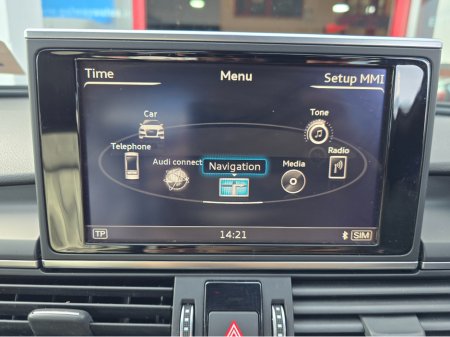 Time
Menu
Setup MMI
Car
Tone
Telephone
Audi connect
Navigation
Media
Radio
TP
14:21
SIM